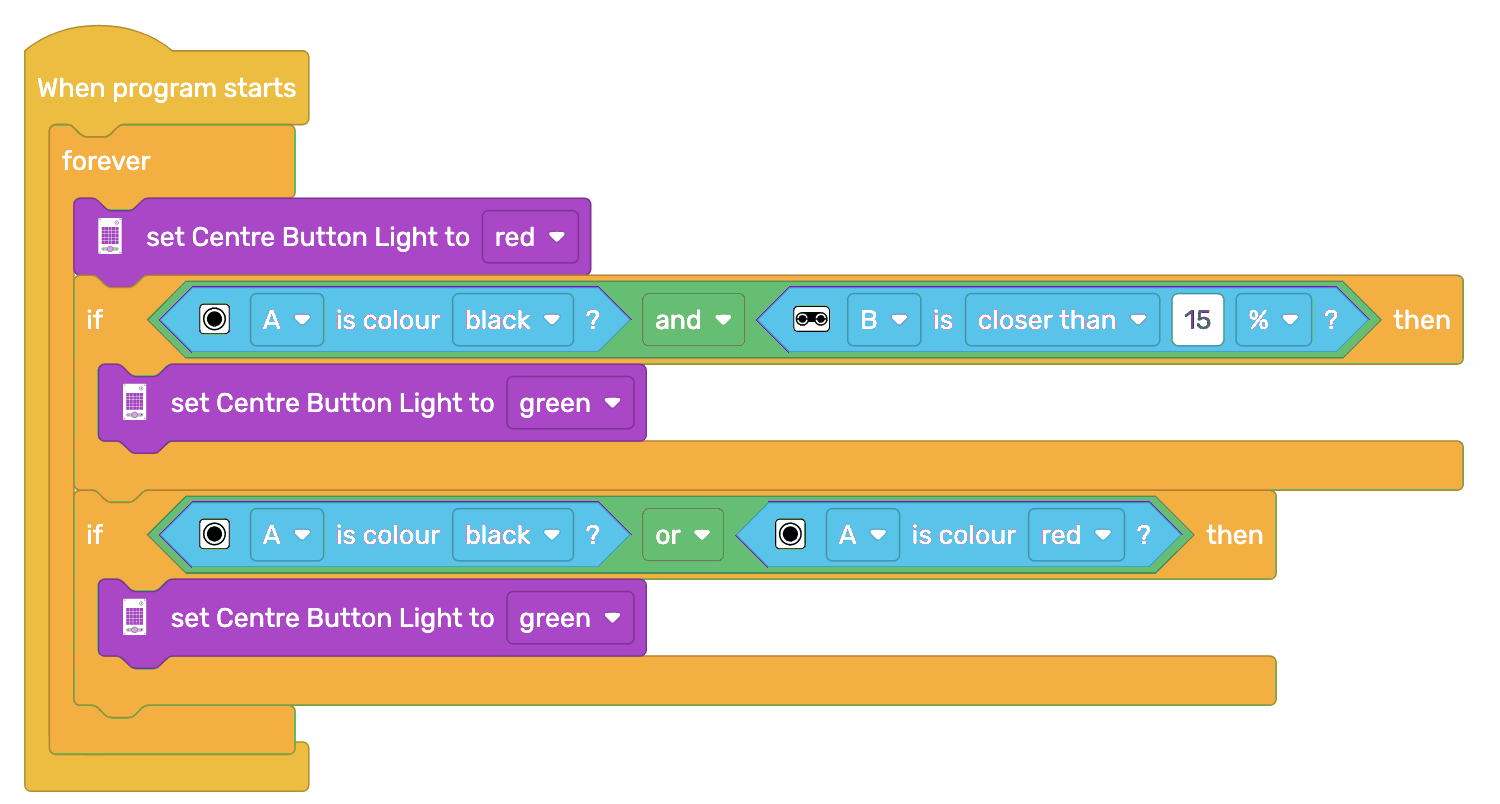 When program starts
forever
set Centre Button Light to red
if A is colour black ? and B is closer than 15 % ? then
set Centre Button Light to green
if A is colour black ? or A is colour red ? then
set Centre Button Light to green